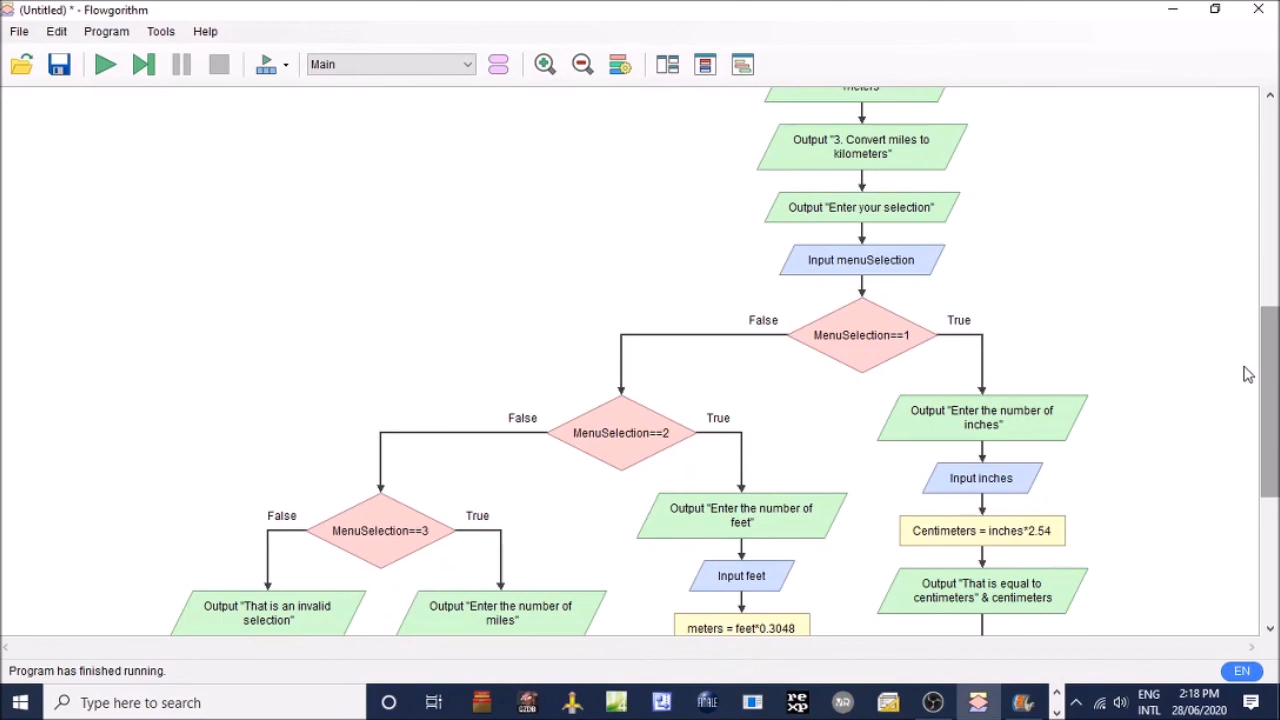 (Untitled) * - Flowgorithm
File Edit Program Tools Help
Main
meters"
Output "3. Convert miles to
kilometers"
Output "Enter your selection"
Input menuSelection
False
True
MenuSelection==1
False
True
MenuSelection==2
Output "Enter the number of
inches"
Input inches
False
True
MenuSelection==3
Output "Enter the number of
feet"
Centimeters = inches*2.54
Input feet
Output "That is equal to
centimeters" & centimeters
Output "That is an invalid
selection"
Output "Enter the number of
miles"
meters = feet*0.3048
Program has finished running.
EN
Type here to search
GZDB
FINALE
re
xp
ENG
INTL
2:18 PM
28/06/2020